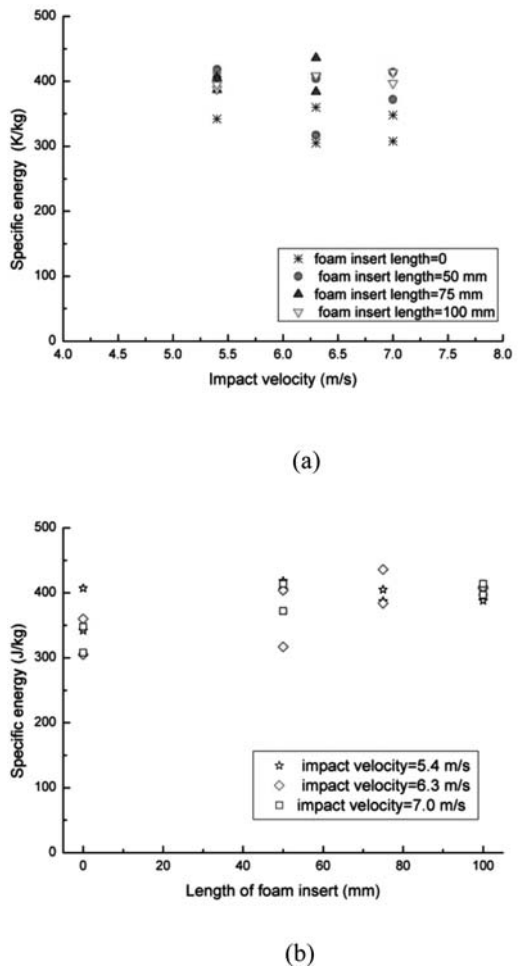 500
400
300
200
100
0
Specific energy (K/kg)
foam insert length=0
foam insert length=50 mm
foam insert length=75 mm
foam insert length=100 mm
4.0 4.5 5.0 5.5 6.0 6.5 7.0 7.5 8.0
Impact velocity (m/s)
(a)
500
400
300
200
100
0
Specific energy (J/kg)
impact velocity=5.4 m/s
impact velocity=6.3 m/s
impact velocity=7.0 m/s
0 20 40 60 80 100
Length of foam insert (mm)
(b)